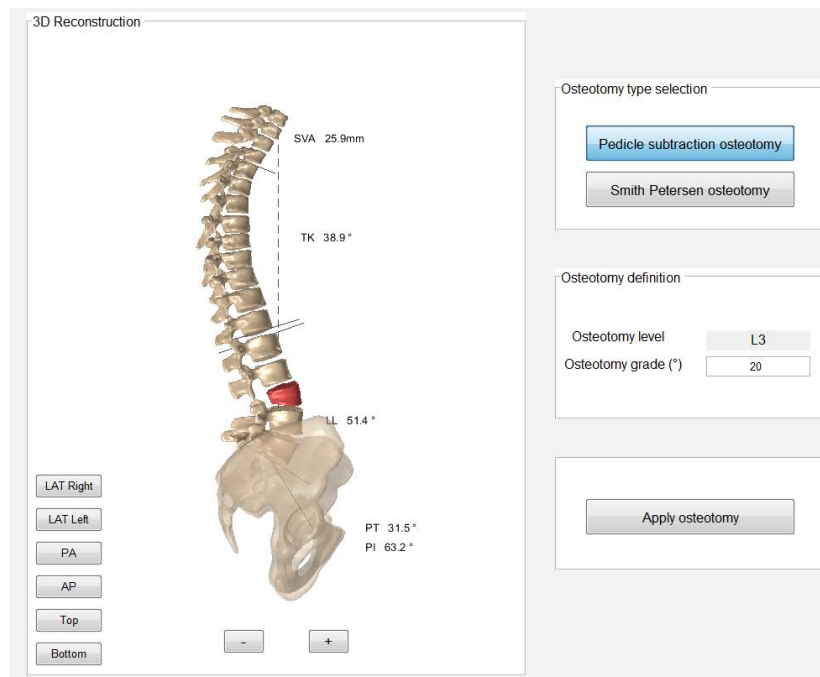 3D Reconstruction
SVA 25.9mm
TK 38.9 °
LL 51.4 °
PT 31.5 °
PI 63.2 °
LAT Right
LAT Left
PA
AP
Top
Bottom
- +
Osteotomy type selection
Pedicle subtraction osteotomy
Smith Petersen osteotomy
Osteotomy definition
Osteotomy level L3
Osteotomy grade (°) 20
Apply osteotomy